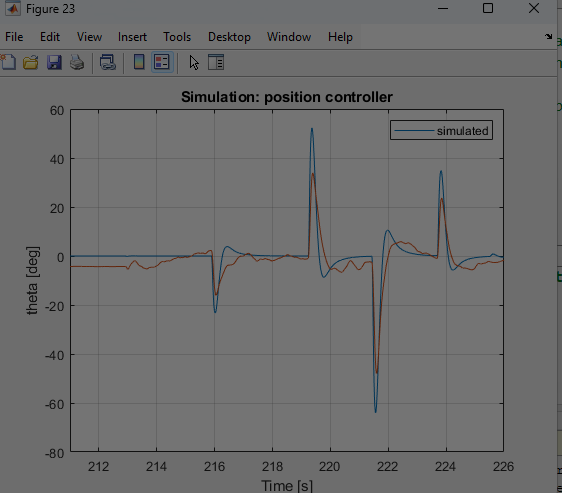 Figure 23
File Edit View Insert Tools Desktop Window Help
Simulation: position controller
simulated
60
40
20
0
-20
-40
-60
-80
theta [deg]
212 214 216 218 220 222 224 226
Time [s]